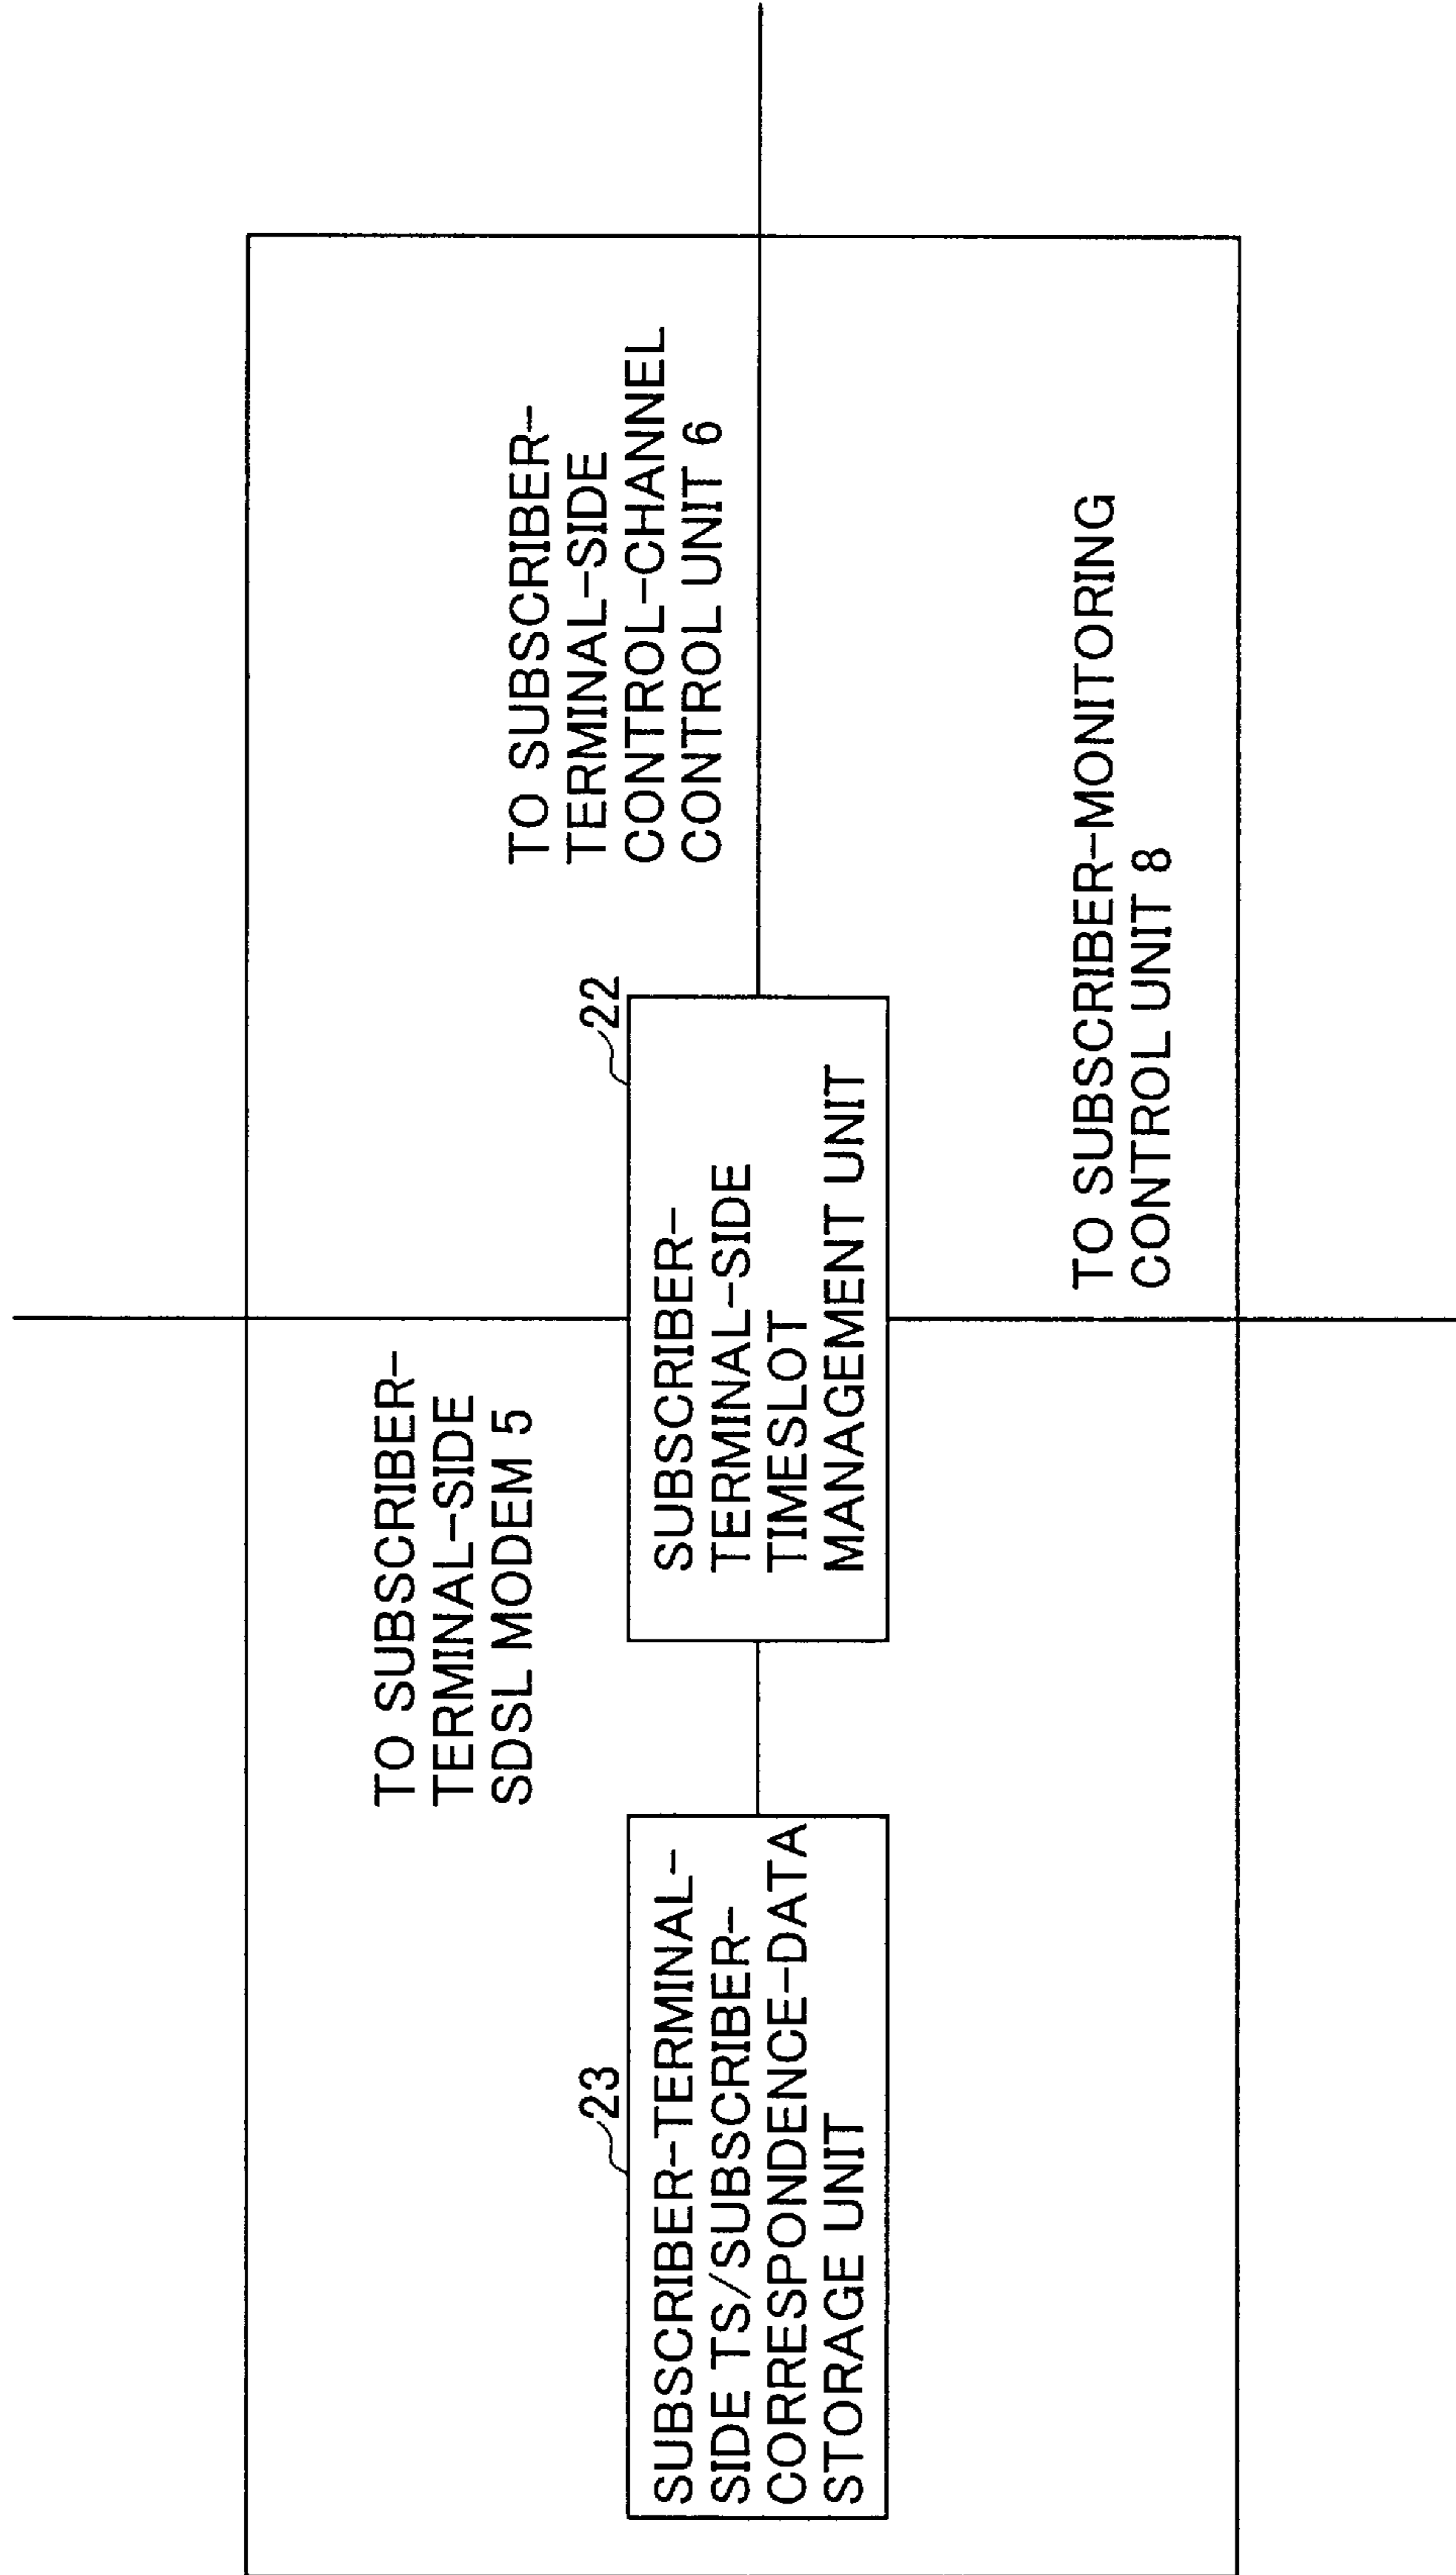 TO SUBSCRIBER-
TERMINAL-SIDE
SDSL MODEM 5
TO SUBSCRIBER-
TERMINAL-SIDE
CONTROL-CHANNEL
CONTROL UNIT 6
23
SUBSCRIBER-TERMINAL-
SIDE TS/SUBSCRIBER-
CORRESPONDENCE-DATA
STORAGE UNIT
22
SUBSCRIBER-
TERMINAL-SIDE
TIMESLOT
MANAGEMENT UNIT
TO SUBSCRIBER-MONITORING
CONTROL UNIT 8